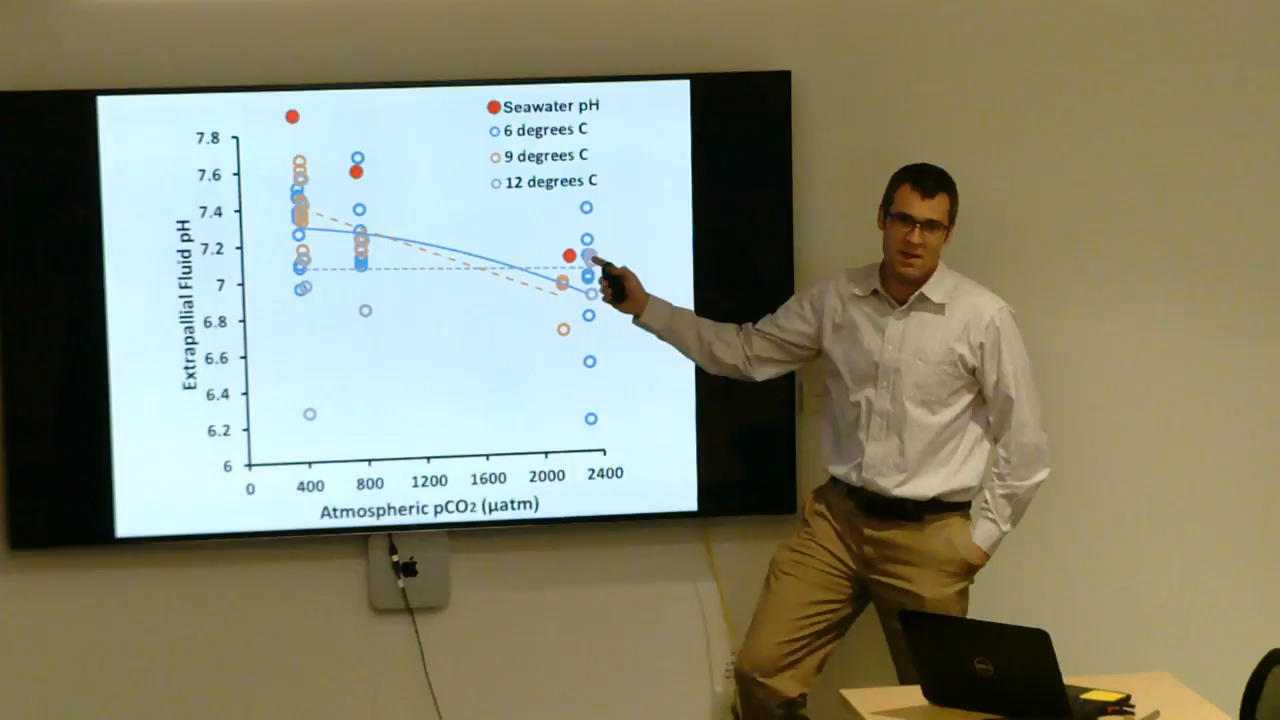 Seawater pH
6 degrees C
9 degrees C
12 degrees C
Extrapallial Fluid pH
7.8
7.6
7.4
7.2
7
6.8
6.6
6.4
6.2
6
0 400 800 1200 1600 2000 2400
Atmospheric pCO₂ (μatm)
DELL